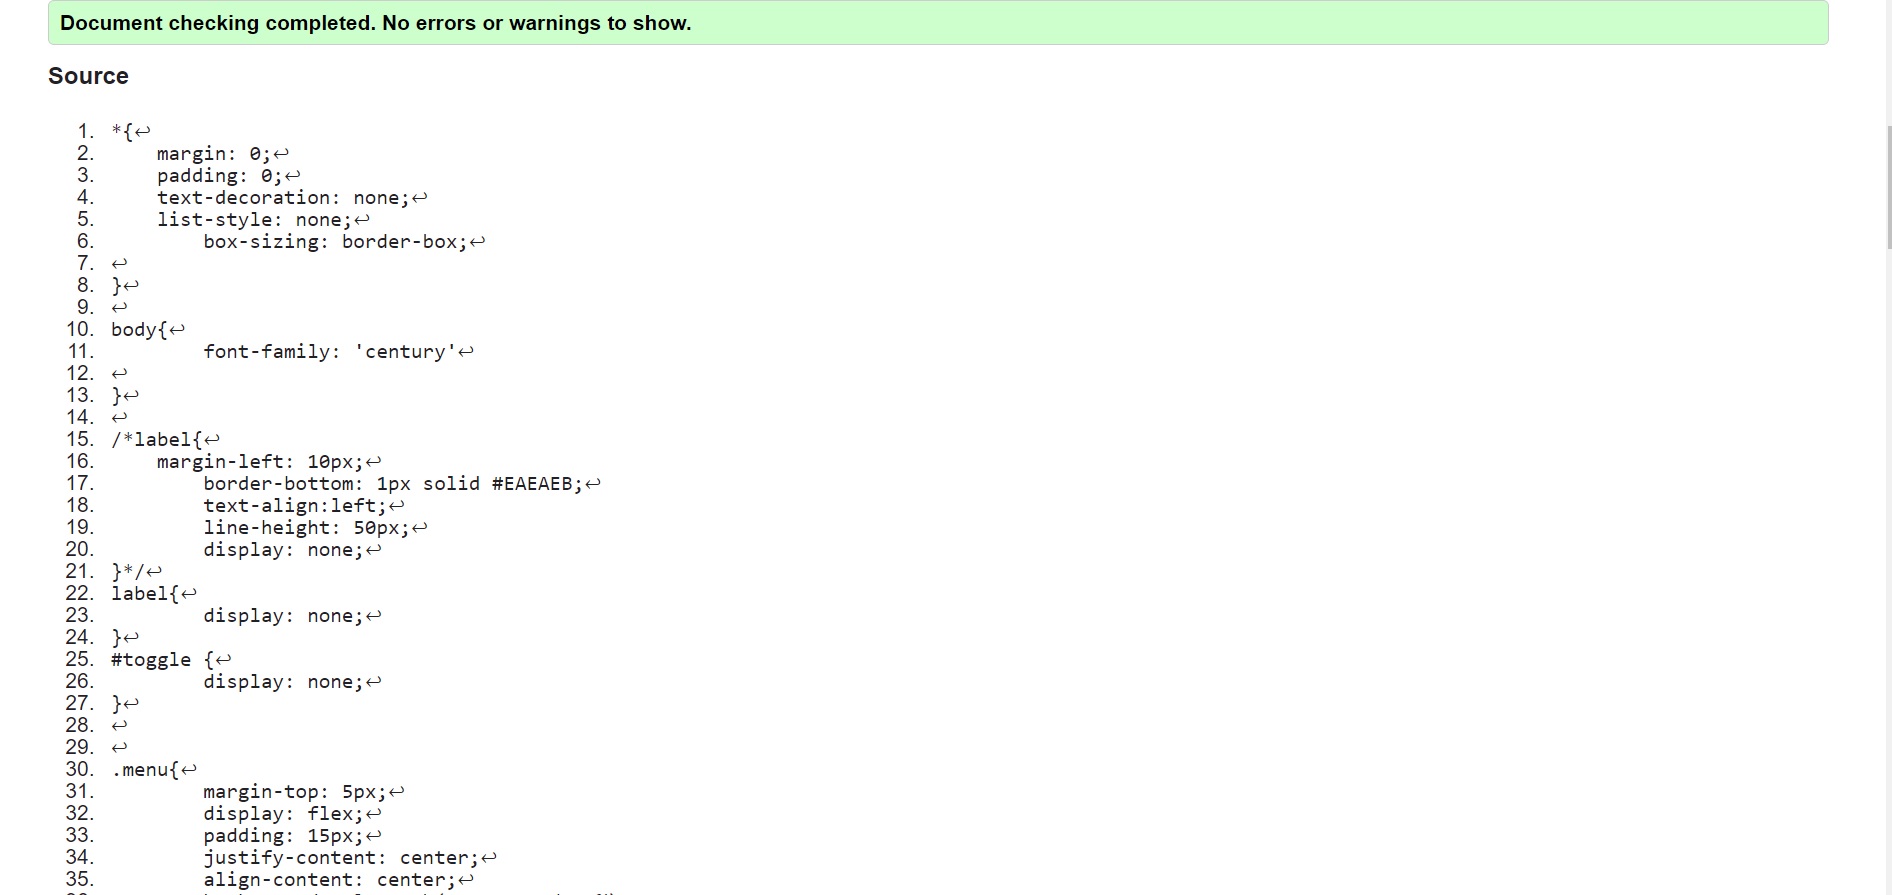 Document checking completed. No errors or warnings to show.
Source
1. *{↩
2. margin: 0;↩
3. padding: 0;↩
4. text-decoration: none;↩
5. list-style: none;↩
6. box-sizing: border-box;↩
7. ↩
8. }↩
9. ↩
10. body{↩
11. font-family: 'century'↩
12. ↩
13. }↩
14. ↩
15. /*label{↩
16. margin-left: 10px;↩
17. border-bottom: 1px solid #EAEAEB;↩
18. text-align:left;↩
19. line-height: 50px;↩
20. display: none;↩
21. }*/↩
22. label{↩
23. display: none;↩
24. }↩
25. #toggle {↩
26. display: none;↩
27. }↩
28. ↩
29. ↩
30. .menu{↩
31. margin-top: 5px;↩
32. display: flex;↩
33. padding: 15px;↩
34. justify-content: center;↩
35. align-content: center;↩